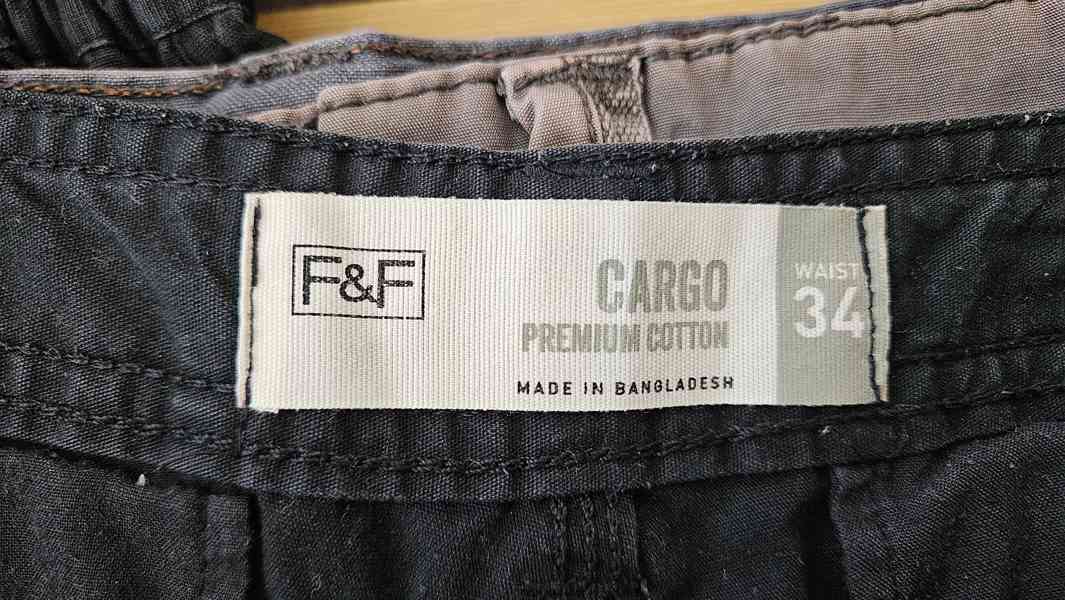 F&F
CARGO
PREMIUM COTTON
MADE IN BANGLADESH
WAIST
34